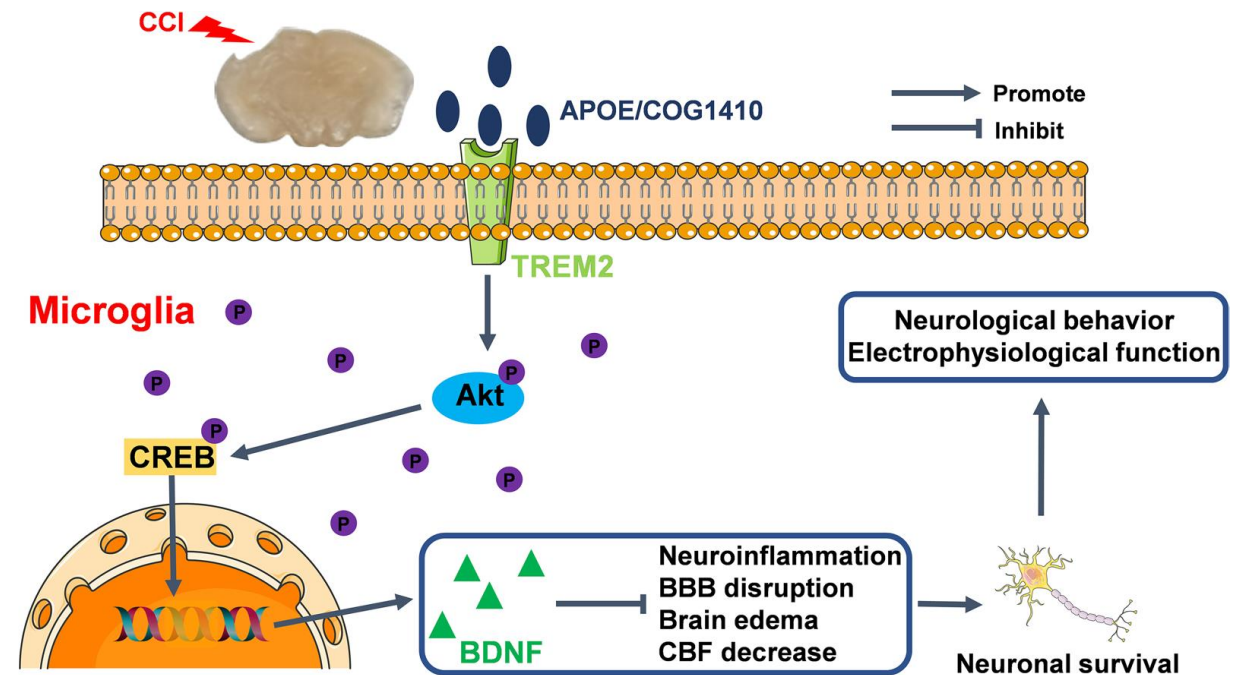 CCI
APOE/COG1410
Promote
Inhibit
TREM2
Microglia
P
P
P
P
P
Akt
P
CREB
P
P
P
Neurological behavior
Electrophysiological function
BDNF
Neuroinflammation
BBB disruption
Brain edema
CBF decrease
Neuronal survival